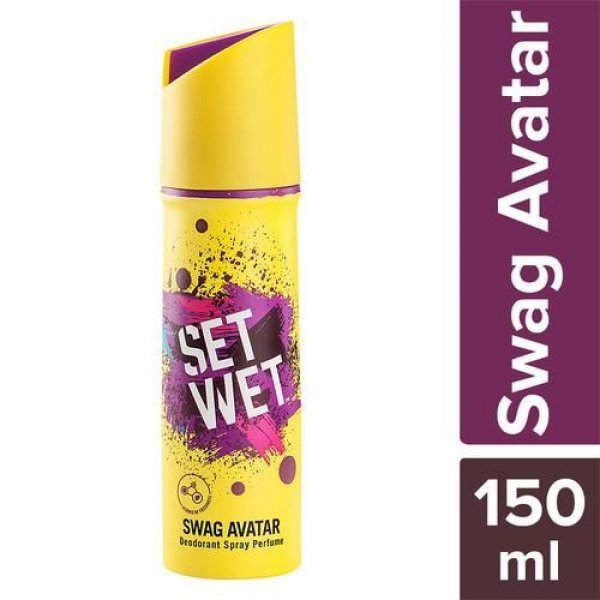 SET
WET
SWAG AVATAR
Deodorant Spray Perfume
Swag Avatar
150
ml